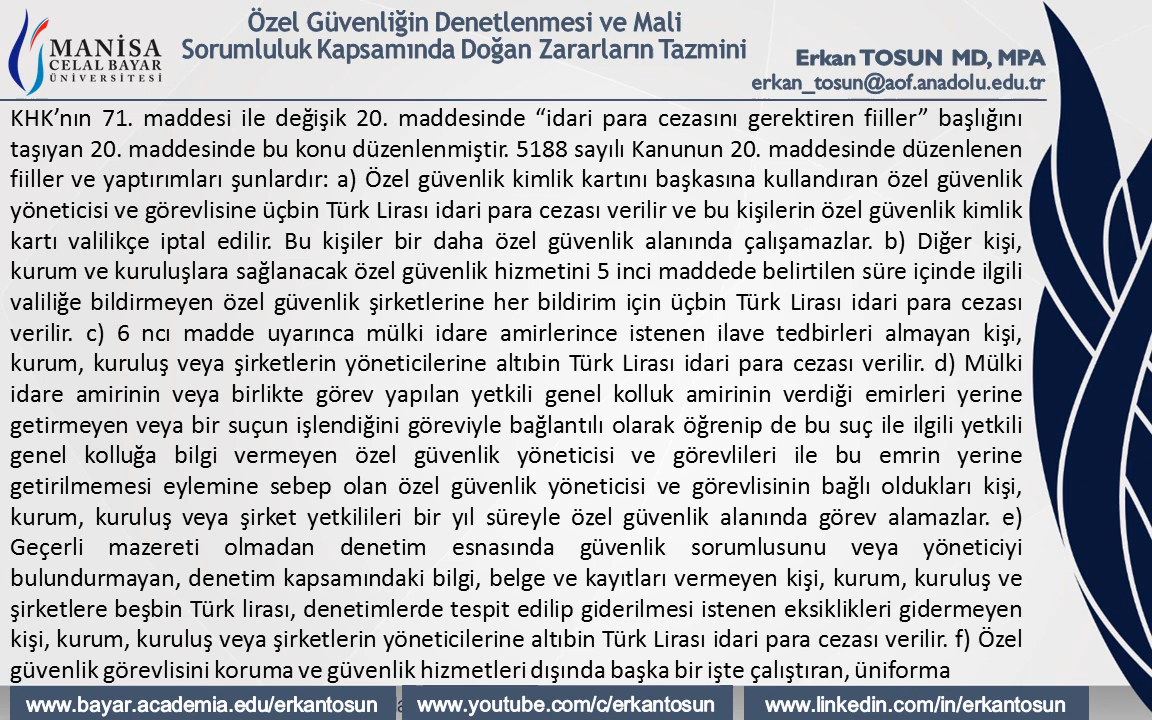 Özel Güvenliğin Denetlenmesi ve Mali
Sorumluluk Kapsamında Doğan Zararların Tazmini
MANİSA
CELAL BAYAR
ÜNİVERSİTESİ
Erkan TOSUN MD, MPA
erkan_tosun@aof.anadolu.edu.tr
KHK’nın 71. maddesi ile değişik 20. maddesinde “idari para cezasını gerektiren fiiller” başlığını
taşıyan 20. maddesinde bu konu düzenlenmiştir. 5188 sayılı Kanunun 20. maddesinde düzenlenen
fiiller ve yaptırımları şunlardır: a) Özel güvenlik kimlik kartını başkasına kullandıran özel güvenlik
yöneticisi ve görevlisine üçbin Türk Lirası idari para cezası verilir ve bu kişilerin özel güvenlik kimlik
kartı valilikçe iptal edilir. Bu kişiler bir daha özel güvenlik alanında çalışamazlar. b) Diğer kişi,
kurum ve kuruluşlara sağlanacak özel güvenlik hizmetini 5 inci maddede belirtilen süre içinde ilgili
valiliğe bildirmeyen özel güvenlik şirketlerine her bildirim için üçbin Türk Lirası idari para cezası
verilir. c) 6 ncı madde uyarınca mülki idare amirlerince istenen ilave tedbirleri almayan kişi,
kurum, kuruluş veya şirketlerin yöneticilerine altıbin Türk Lirası idari para cezası verilir. d) Mülki
idare amirinin veya birlikte görev yapılan yetkili genel kolluk amirinin verdiği emirleri yerine
getirmeyen veya bir suçun işlendiğini göreviyle bağlantılı olarak öğrenip de bu suç ile ilgili yetkili
genel kolluğa bilgi vermeyen özel güvenlik yöneticisi ve görevlileri ile bu emrin yerine
getirilmemesi eylemine sebep olan özel güvenlik yöneticisi ve görevlisinin bağlı oldukları kişi,
kurum, kuruluş veya şirket yetkilileri bir yıl süreyle özel güvenlik alanında görev alamazlar. e)
Geçerli mazereti olmadan denetim esnasında güvenlik sorumlusunu veya yöneticiyi
bulundurmayan, denetim kapsamındaki bilgi, belge ve kayıtları vermeyen kişi, kurum, kuruluş ve
şirketlere beşbin Türk lirası, denetimlerde tespit edilip giderilmesi istenen eksiklikleri gidermeyen
kişi, kurum, kuruluş veya şirketlerin yöneticilerine altıbin Türk Lirası idari para cezası verilir. f) Özel
güvenlik görevlisini koruma ve güvenlik hizmetleri dışında başka bir işte çalıştıran, üniforma
www.bayar.academia.edu/erkantosun
www.youtube.com/c/erkantosun
www.linkedin.com/in/erkantosun